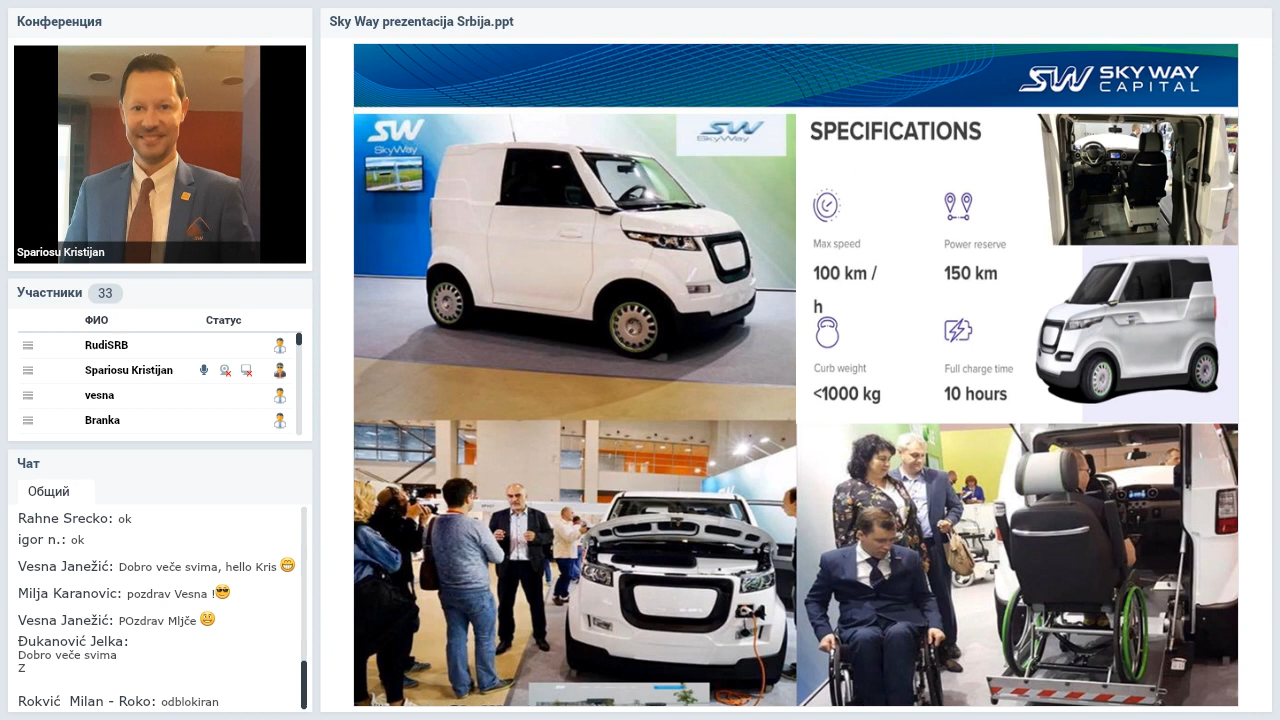 Конференция
Spariosu Kristijan
Участники 33
ФИО Статус
RudiSRB
Spariosu Kristijan
vesna
Branka
Чат
Общий
Rahne Srecko: ok
igor n.: ok
Vesna Janežić: Dobro veče svima, hello Kris
Milja Karanovic: pozdrav Vesna !
Vesna Janežić: POzdrav Mljče
Đukanović Jelka:
Dobro veče svima
Z
Rokvić Milan - Roko: odblokiran
Sky Way prezentacija Srbija.ppt
SW SKY WAY
CAPITAL
SW
SkyWay
SW
SkyWay
SPECIFICATIONS
Max speed
100 km /
h
Power reserve
150 km
Curb weight
<1000 kg
Full charge time
10 hours